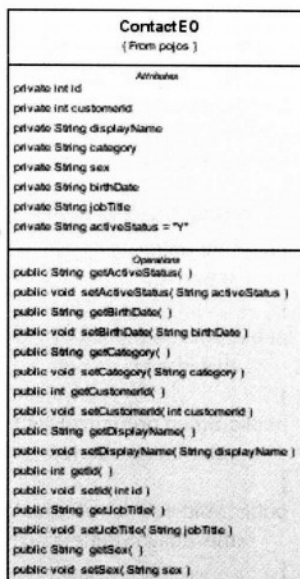 ContactEO
{ From pojos }
Attributes
private int id
private int customerId
private String displayName
private String category
private String sex
private String birthDate
private String jobTitle
private String activeStatus = "Y"
Operations
public String getActiveStatus( )
public void setActiveStatus( String activeStatus )
public String getBirthDate( )
public void setBirthDate( String birthDate )
public String getCategory( )
public void setCategory( String category )
public int getCustomerId( )
public void setCustomerId( int customerId )
public String getDisplayName( )
public void setDisplayName( String displayName )
public int getId( )
public void setId( int id )
public String getJobTitle( )
public void setJobTitle( String jobTitle )
public String getSex( )
public void setSex( String sex )